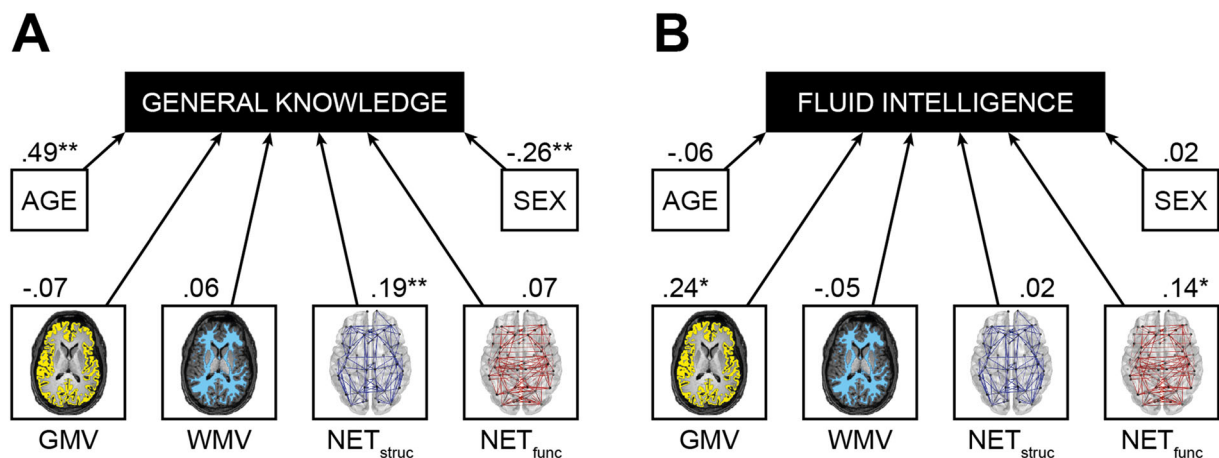 A
B
GENERAL KNOWLEDGE
FLUID INTELLIGENCE
.49**
-.26**
-.06
.02
AGE
SEX
AGE
SEX
-.07
.06
.19**
.07
.24*
-.05
.02
.14*
GMV
WMV
NETstruc
NETfunc
GMV
WMV
NETstruc
NETfunc